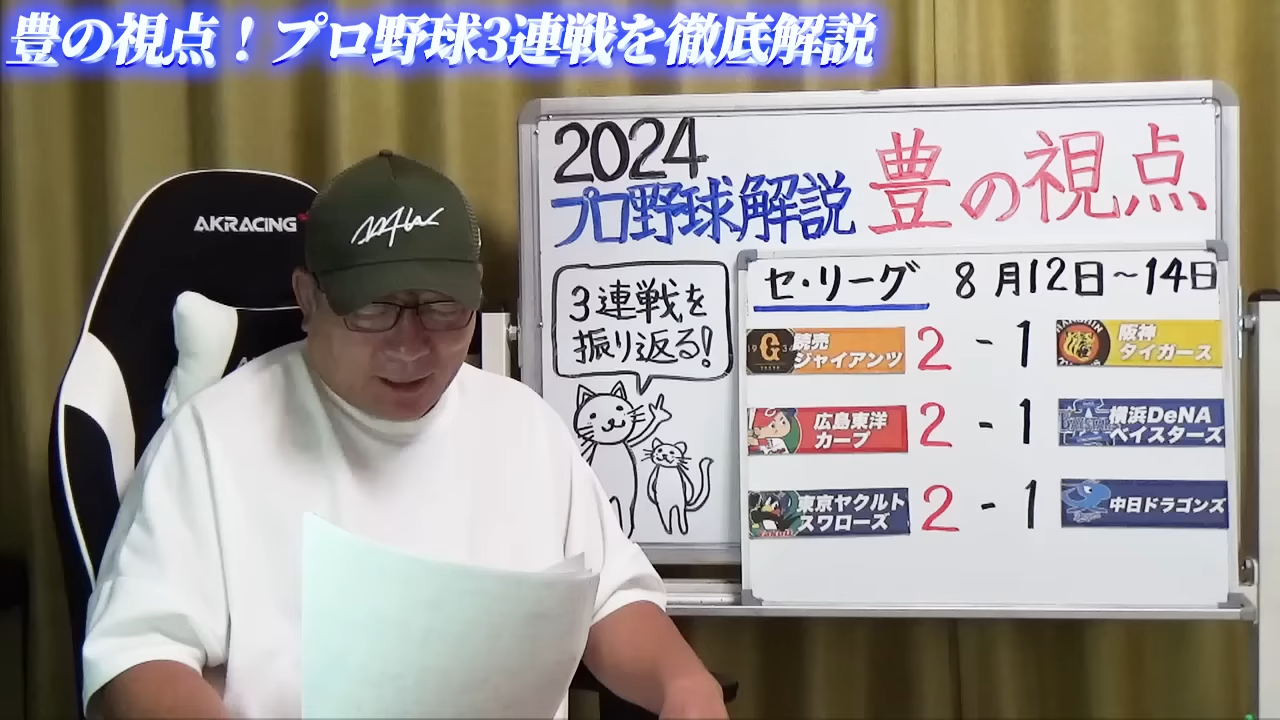 豊の視点！プロ野球3連戦を徹底解説
2024
プロ野球解説 豊の視点
AKRACING
3連戦を
振り返る!
セ・リーグ 8月12日～14日
読売
ジャイアンツ
2 - 1
阪神
タイガース
広島東洋
カープ
2 - 1
横浜DeNA
ベイスターズ
東京ヤクルト
スワローズ
2 - 1
中日ドラゴンズ